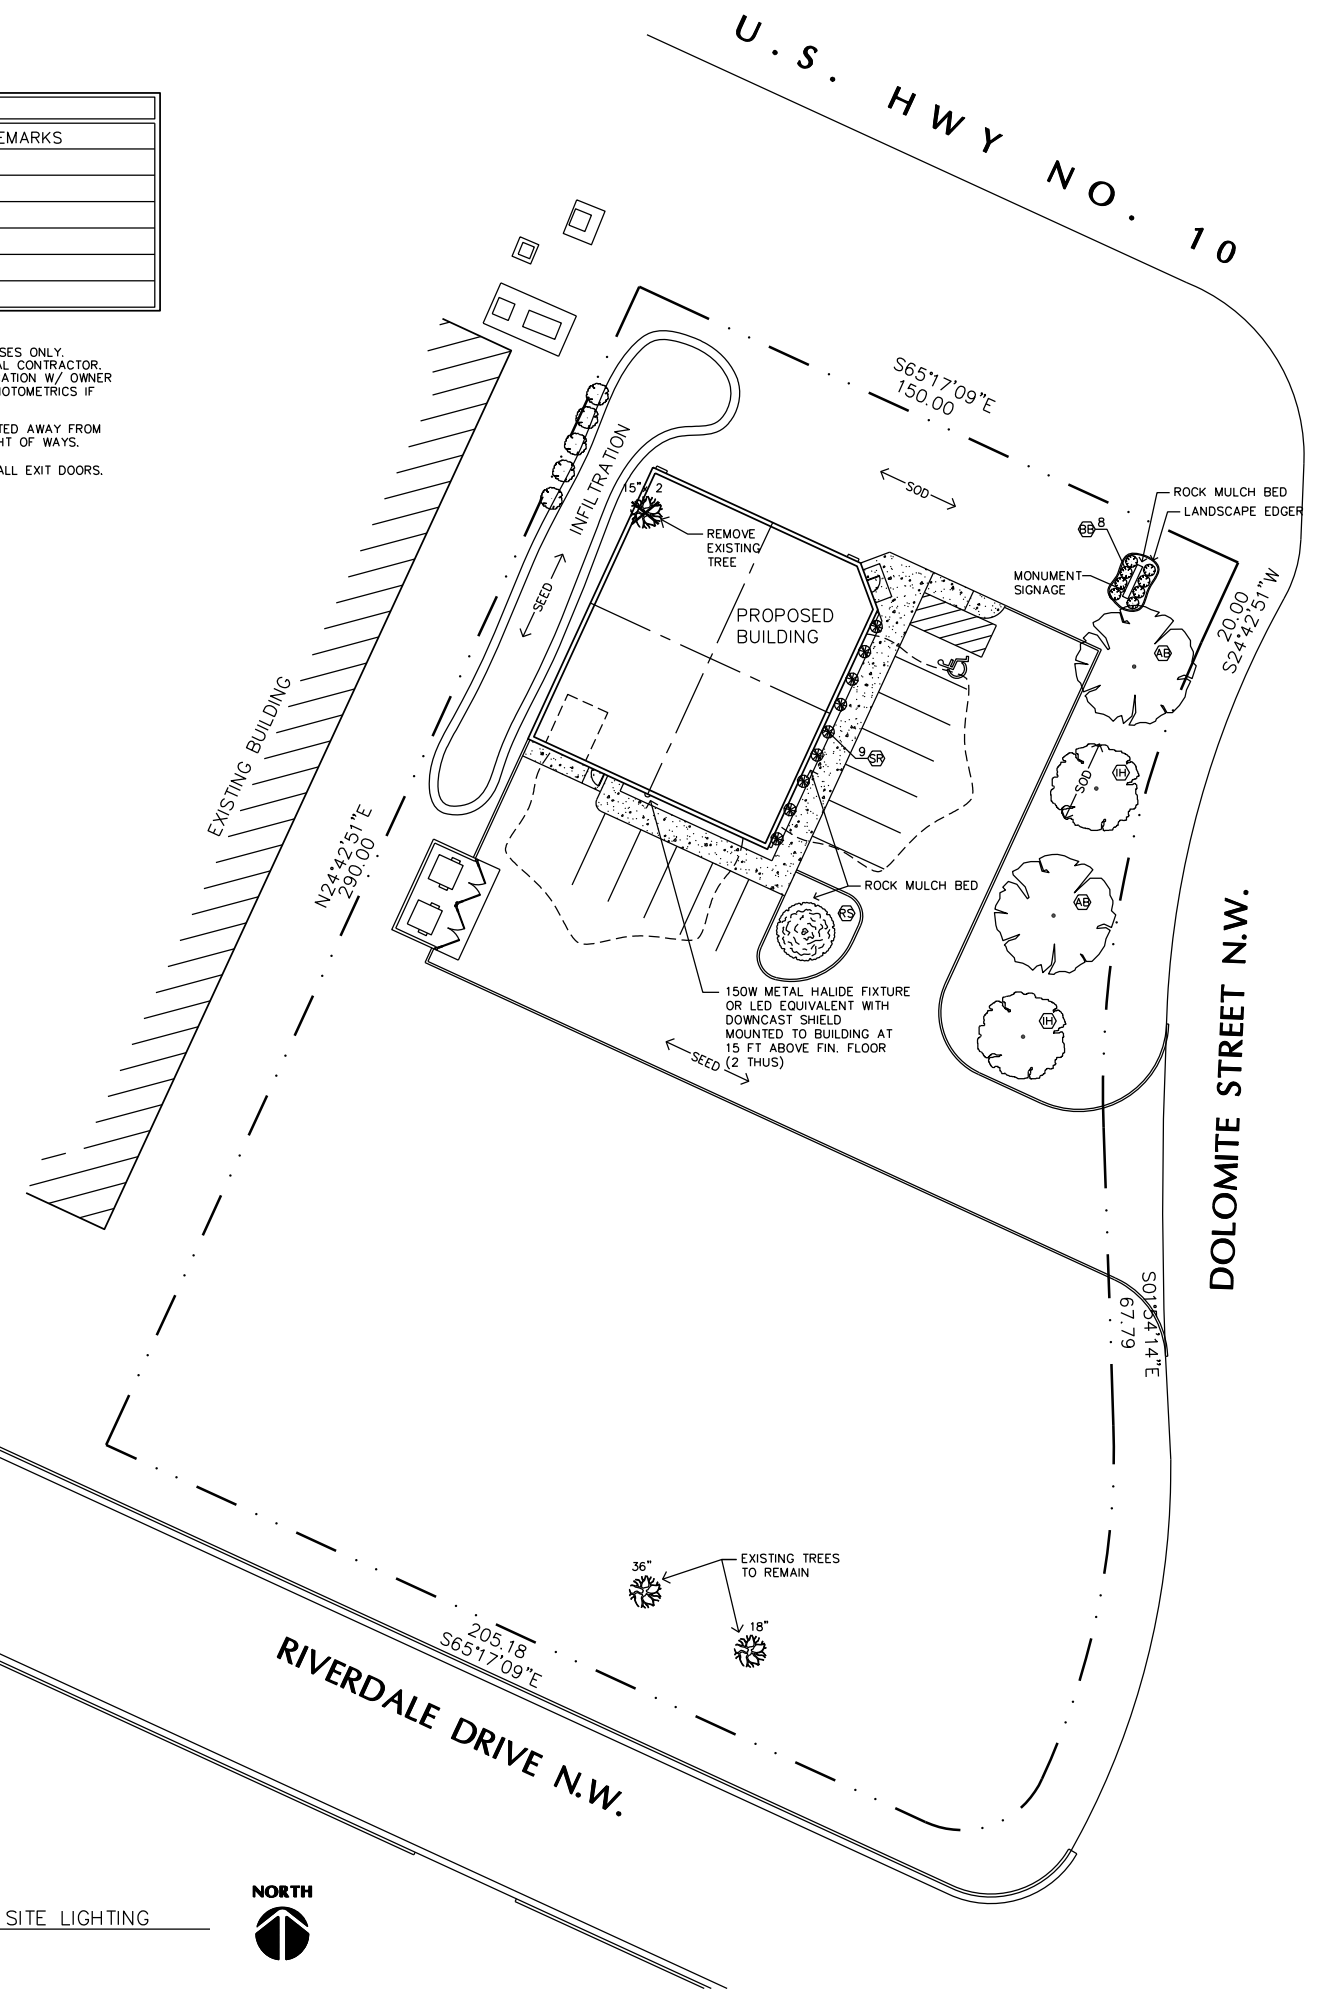 U.S. HWY NO. 10
EMARKS
SES ONLY.
AL CONTRACTOR.
ATION W/ OWNER
HOTOMETRICS IF
TED AWAY FROM
HT OF WAYS.
ALL EXIT DOORS.
S65°17'09"E
150.00
SOD
ROCK MULCH BED
LANDSCAPE EDGER
BB 8
MONUMENT
SIGNAGE
20.00
S24°42'51"W
INFILTRATION
15" 2
REMOVE
EXISTING
TREE
SEED
PROPOSED
BUILDING
AB
EXISTING BUILDING
9 SR
IH
SOD
N24°42'51"E
290.00
ROCK MULCH BED
RS
AB
150W METAL HALIDE FIXTURE
OR LED EQUIVALENT WITH
DOWNCAST SHIELD
MOUNTED TO BUILDING AT
15 FT ABOVE FIN. FLOOR
(2 THUS)
IH
SEED
DOLOMITE STREET N.W.
S01°54'14"E
67.79
36"
EXISTING TREES
TO REMAIN
18"
205.18
S65°17'09"E
RIVERDALE DRIVE N.W.
NORTH
SITE LIGHTING